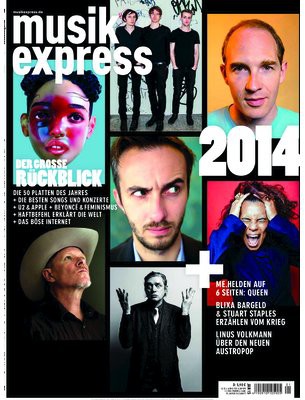 musikexpress.de
musik
express
DER GROSSE
RÜCKBLICK
2014
DIE 50 PLATTEN DES JAHRES
+ DIE BESTEN SONGS UND KONZERTE
+ U2 & APPLE + BEYONCÉ & FEMINISMUS
+ HAFTBEFEHL ERKLÄRT DIE WELT
+ DAS BÖSE INTERNET
+
ME.HELDEN AUF
6 SEITEN: QUEEN
BLIXA BARGELD
& STUART STAPLES
ERZÄHLEN VOM KRIEG
LINUS VOLKMANN
ÜBER DEN NEUEN
AUSTROPOP